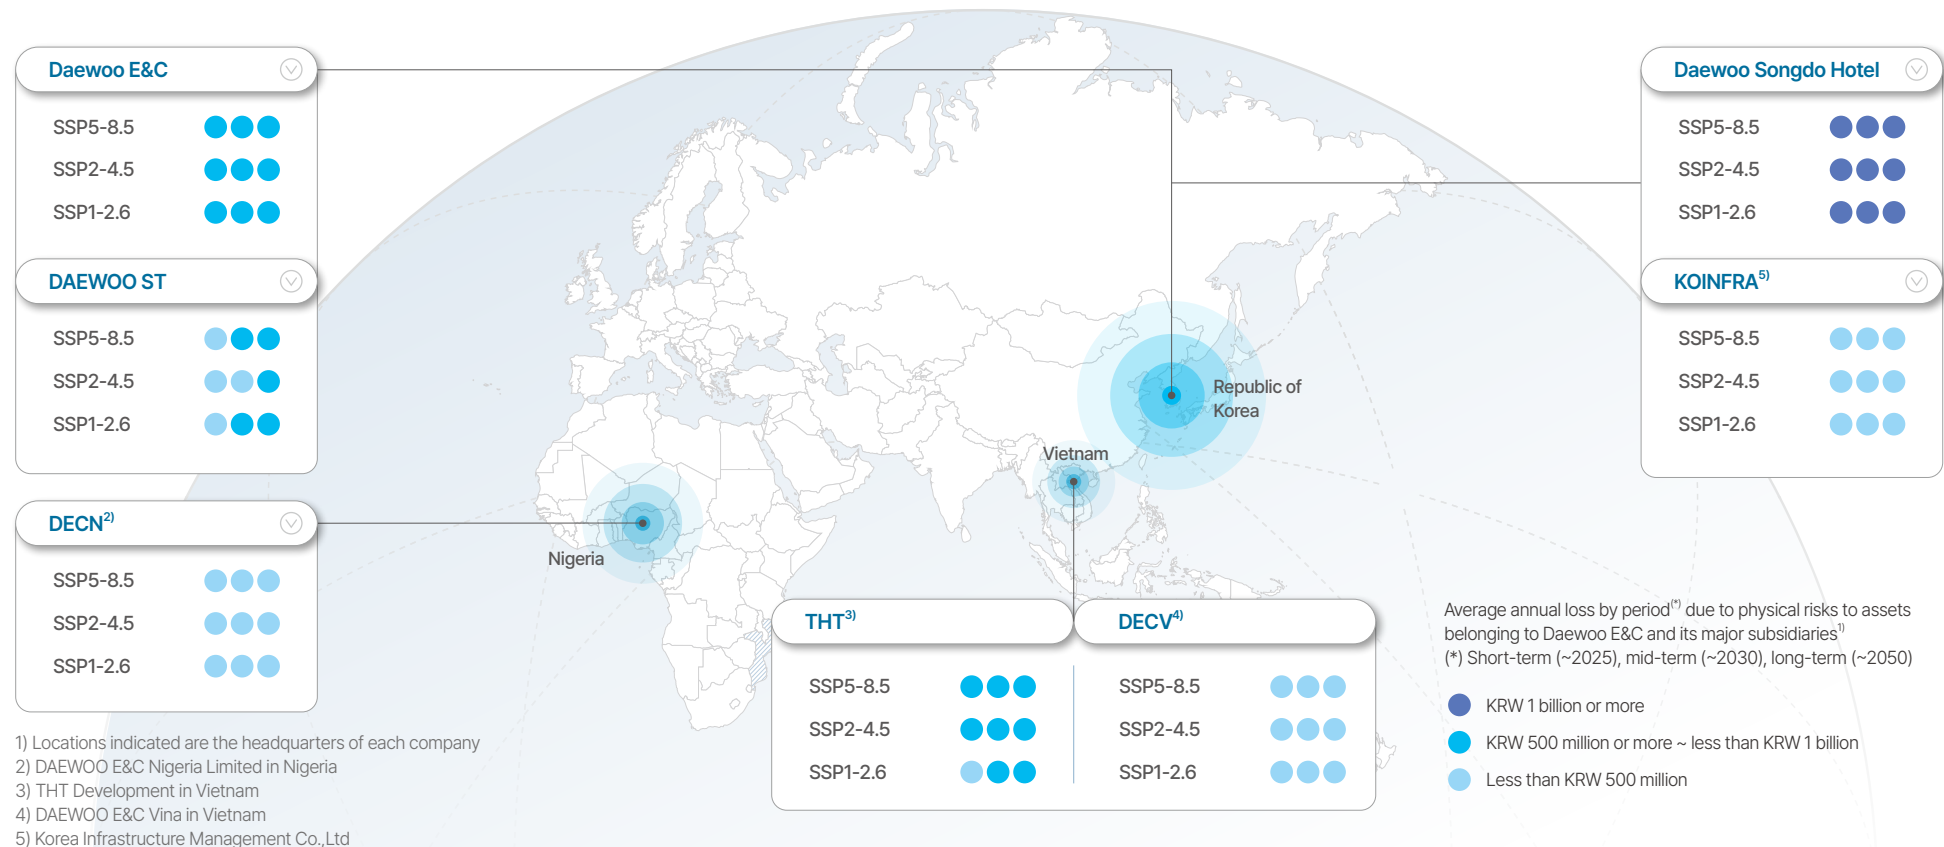 Daewoo E&C
SSP5-8.5
SSP2-4.5
SSP1-2.6
DAEWOO ST
SSP5-8.5
SSP2-4.5
SSP1-2.6
DECN2)
SSP5-8.5
SSP2-4.5
SSP1-2.6
Daewoo Songdo Hotel
SSP5-8.5
SSP2-4.5
SSP1-2.6
KOINFRA5)
SSP5-8.5
SSP2-4.5
SSP1-2.6
Republic of
Korea
Vietnam
Nigeria
THT3)
SSP5-8.5
SSP2-4.5
SSP1-2.6
DECV4)
SSP5-8.5
SSP2-4.5
SSP1-2.6
Average annual loss by period(*) due to physical risks to assets
belonging to Daewoo E&C and its major subsidiaries1)
(*) Short-term (~2025), mid-term (~2030), long-term (~2050)
KRW 1 billion or more
KRW 500 million or more ~ less than KRW 1 billion
Less than KRW 500 million
1) Locations indicated are the headquarters of each company
2) DAEWOO E&C Nigeria Limited in Nigeria
3) THT Development in Vietnam
4) DAEWOO E&C Vina in Vietnam
5) Korea Infrastructure Management Co.,Ltd